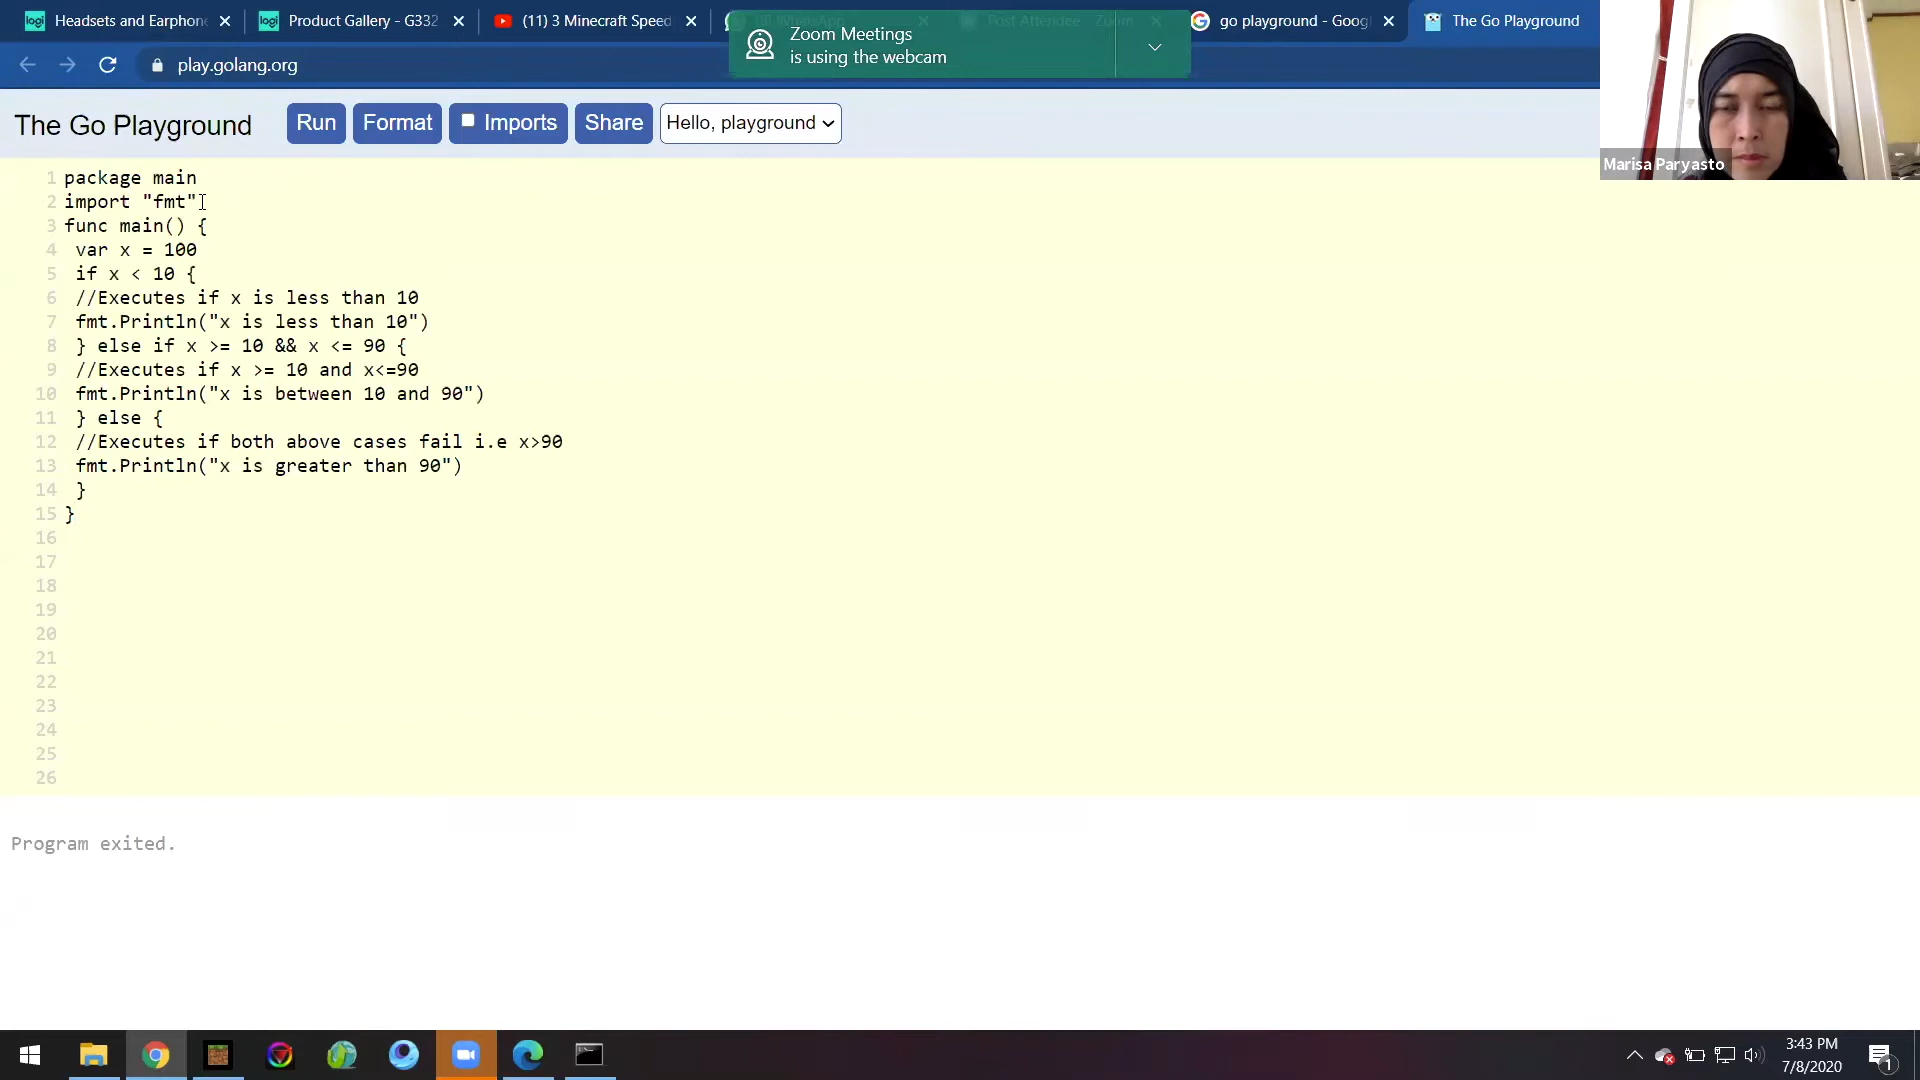 Headsets and Earphone
Product Gallery - G332
(11) 3 Minecraft Speed
WhatsApp
Post Attendee - Zoom
go playground - Goog
The Go Playground
Zoom Meetings
is using the webcam
play.golang.org
The Go Playground
Run
Format
Imports
Share
Hello, playground
Marisa Paryasto
1 package main
2 import "fmt"
3 func main() {
4 var x = 100
5 if x < 10 {
6 //Executes if x is less than 10
7 fmt.Println("x is less than 10")
8 } else if x >= 10 && x <= 90 {
9 //Executes if x >= 10 and x<=90
10 fmt.Println("x is between 10 and 90")
11 } else {
12 //Executes if both above cases fail i.e x>90
13 fmt.Println("x is greater than 90")
14 }
15 }
16
17
18
19
20
21
22
23
24
25
26
Program exited.
3:43 PM
7/8/2020
1